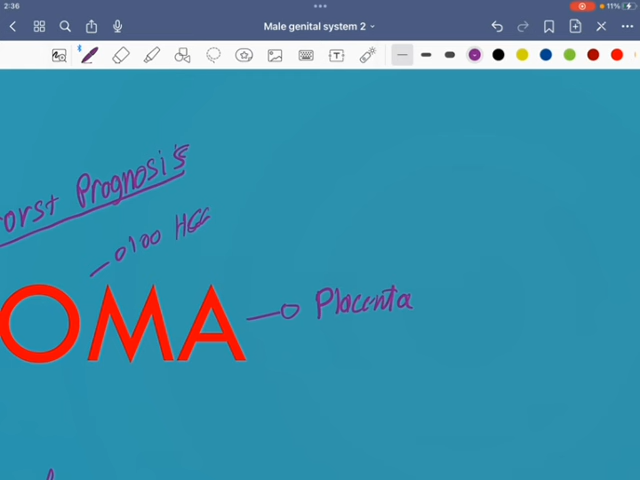 2:36
11%
Male genital system 2
orst Prognosis
HCG
OMA
Placenta